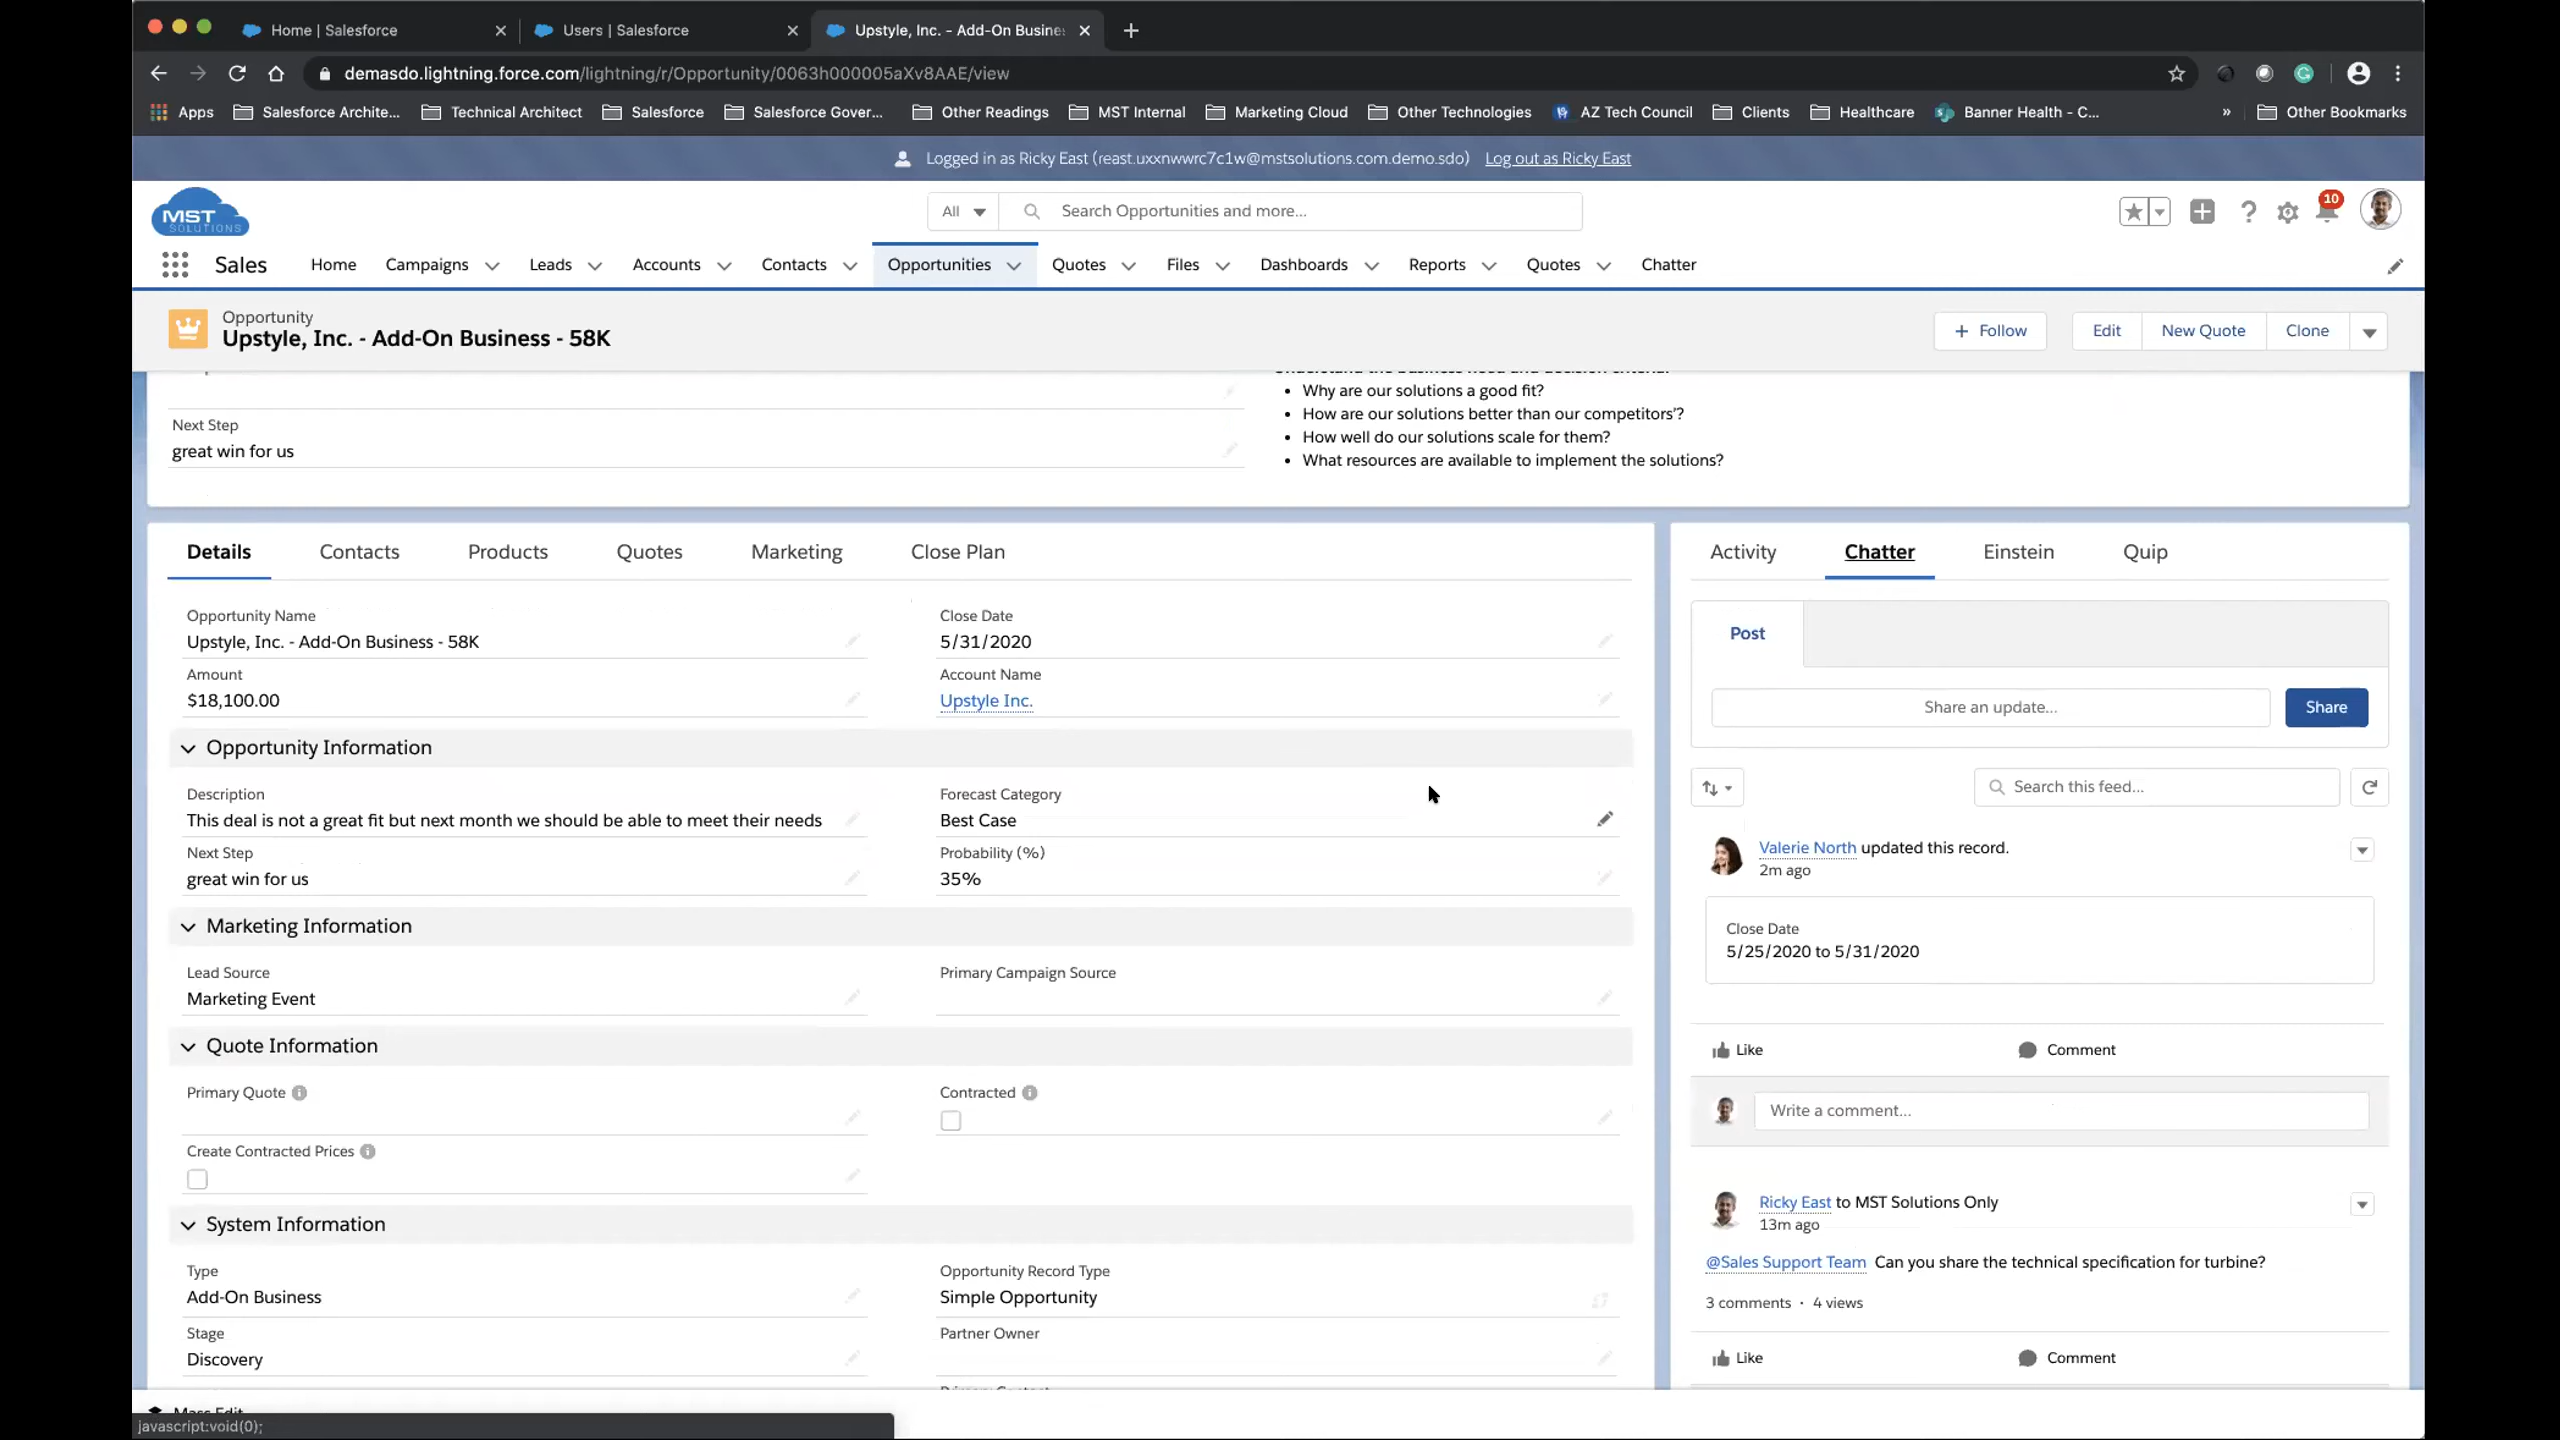 Home | Salesforce
Users | Salesforce
Upstyle, Inc. - Add-On Busine
demasdo.lightning.force.com/lightning/r/Opportunity/0063h000005aXv8AAE/view
Apps
Salesforce Archite...
Technical Architect
Salesforce
Salesforce Gover...
Other Readings
MST Internal
Marketing Cloud
Other Technologies
AZ Tech Council
Clients
Healthcare
Banner Health - C...
»
Other Bookmarks
Logged in as Ricky East (reast.uxxnwwrc7c1w@mstsolutions.com.demo.sdo) Log out as Ricky East
MST
SOLUTIONS
All
Search Opportunities and more...
10
Sales
Home
Campaigns
Leads
Accounts
Contacts
Opportunities
Quotes
Files
Dashboards
Reports
Quotes
Chatter
Opportunity
Upstyle, Inc. - Add-On Business - 58K
+ Follow
Edit
New Quote
Clone
Next Step
great win for us
• Why are our solutions a good fit?
• How are our solutions better than our competitors'?
• How well do our solutions scale for them?
• What resources are available to implement the solutions?
Details
Contacts
Products
Quotes
Marketing
Close Plan
Opportunity Name
Upstyle, Inc. - Add-On Business - 58K
Close Date
5/31/2020
Amount
$18,100.00
Account Name
Upstyle Inc.
Opportunity Information
Description
This deal is not a great fit but next month we should be able to meet their needs
Forecast Category
Best Case
Next Step
great win for us
Probability (%)
35%
Marketing Information
Lead Source
Marketing Event
Primary Campaign Source
Quote Information
Primary Quote
Contracted
Create Contracted Prices
System Information
Type
Add-On Business
Opportunity Record Type
Simple Opportunity
Stage
Discovery
Partner Owner
Activity
Chatter
Einstein
Quip
Post
Share an update...
Share
Search this feed...
Valerie North updated this record.
2m ago
Close Date
5/25/2020 to 5/31/2020
Like
Comment
Write a comment...
Ricky East to MST Solutions Only
13m ago
@Sales Support Team Can you share the technical specification for turbine?
3 comments · 4 views
Like
Comment
Mass Edit
javascript:void(0);